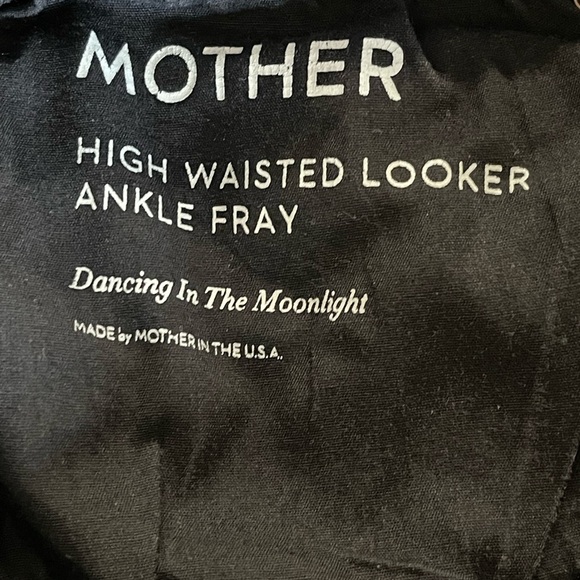 MOTHER
HIGH WAISTED LOOKER
ANKLE FRAY
Dancing In The Moonlight
MADE by MOTHER IN THE U.S.A.